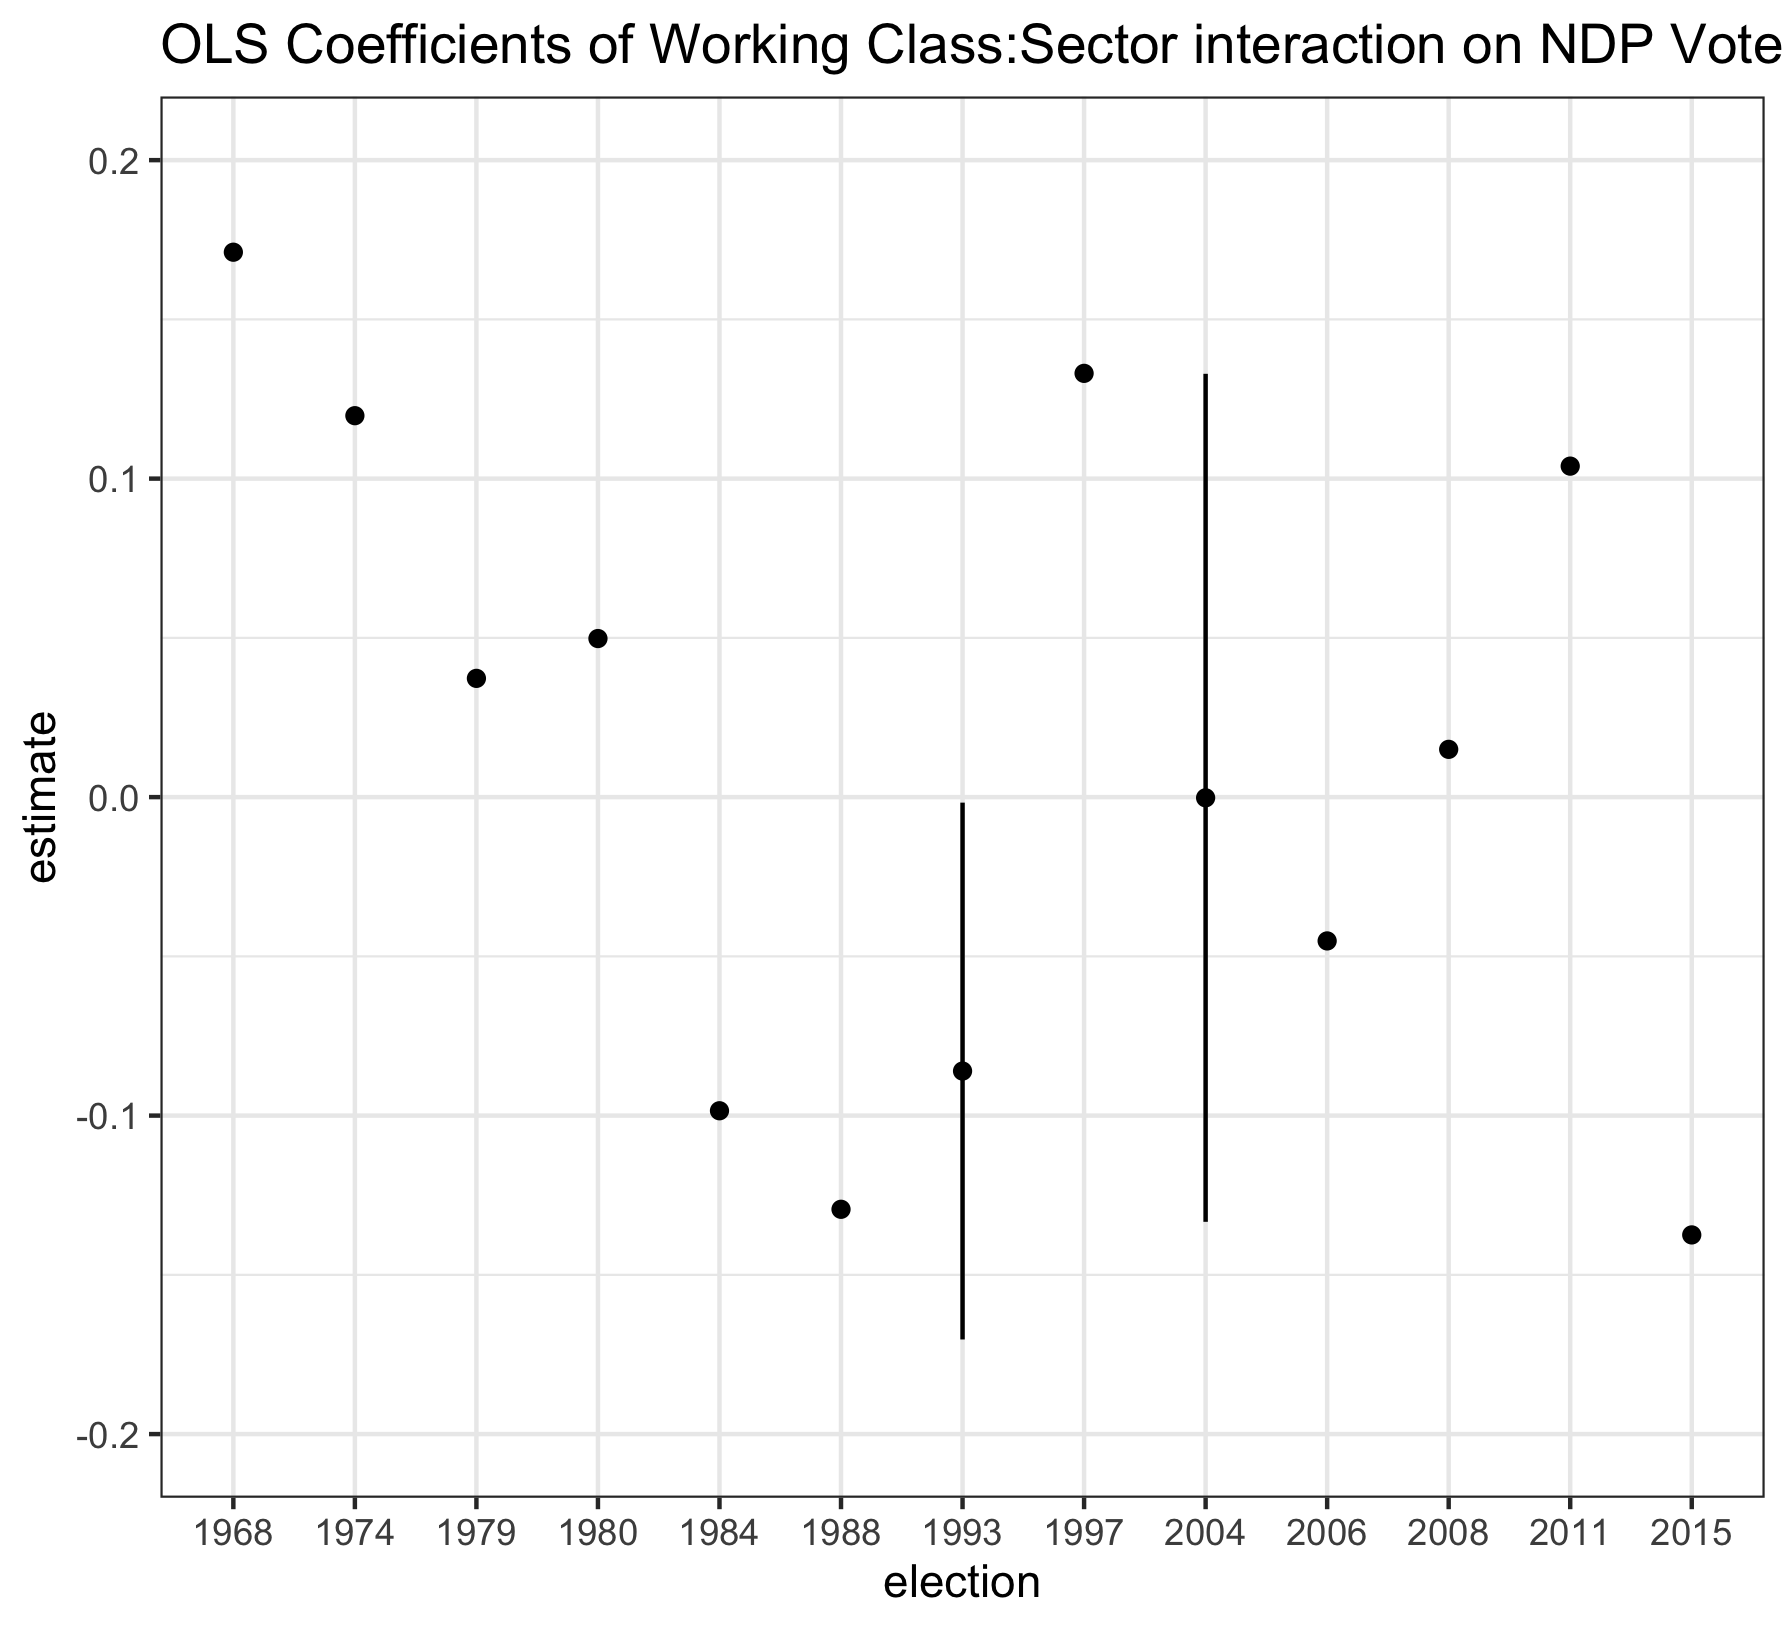 OLS Coefficients of Working Class:Sector interaction on NDP Vote
0.2
0.1
0.0
-0.1
-0.2
estimate
1968 1974 1979 1980 1984 1988 1993 1997 2004 2006 2008 2011 2015
election